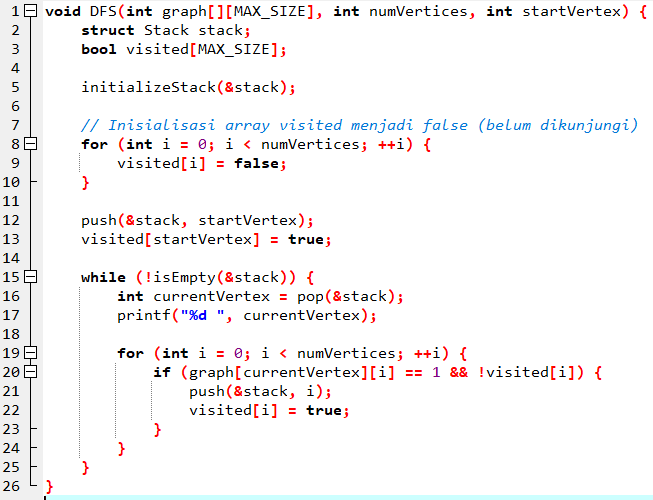 1 void DFS(int graph[][MAX_SIZE], int numVertices, int startVertex) {
2     struct Stack stack;
3     bool visited[MAX_SIZE];
4
5     initializeStack(&stack);
6
7     // Inisialisasi array visited menjadi false (belum dikunjungi)
8     for (int i = 0; i < numVertices; ++i) {
9         visited[i] = false;
10     }
11
12     push(&stack, startVertex);
13     visited[startVertex] = true;
14
15     while (!isEmpty(&stack)) {
16         int currentVertex = pop(&stack);
17         printf("%d ", currentVertex);
18
19         for (int i = 0; i < numVertices; ++i) {
20             if (graph[currentVertex][i] == 1 && !visited[i]) {
21                 push(&stack, i);
22                 visited[i] = true;
23             }
24         }
25     }
26 }